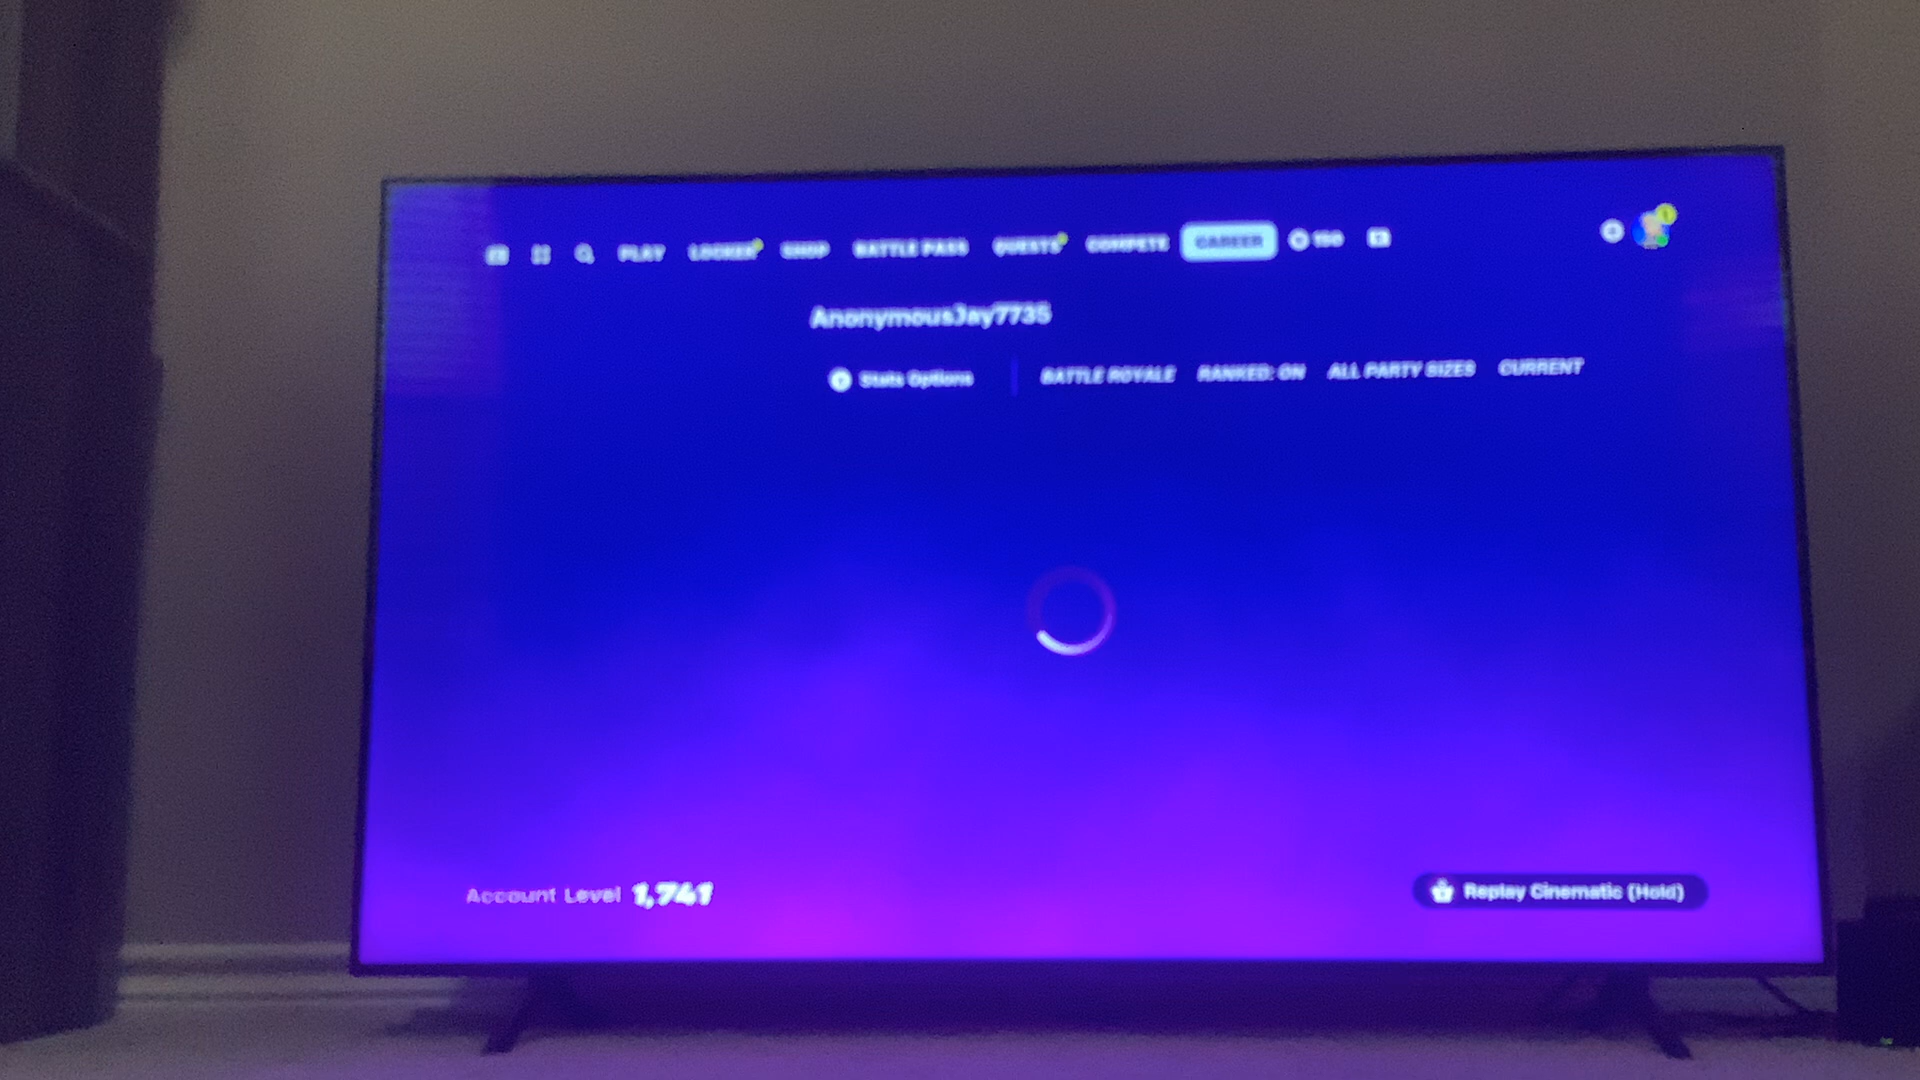 PLAY LOCKER SHOP BATTLE PASS QUESTS COMPETE CAREER 150
AnonymousJay7735
Stats Options BATTLE ROYALE RANKED: ON ALL PARTY SIZES CURRENT
Account Level 1,741
Replay Cinematic (Hold)